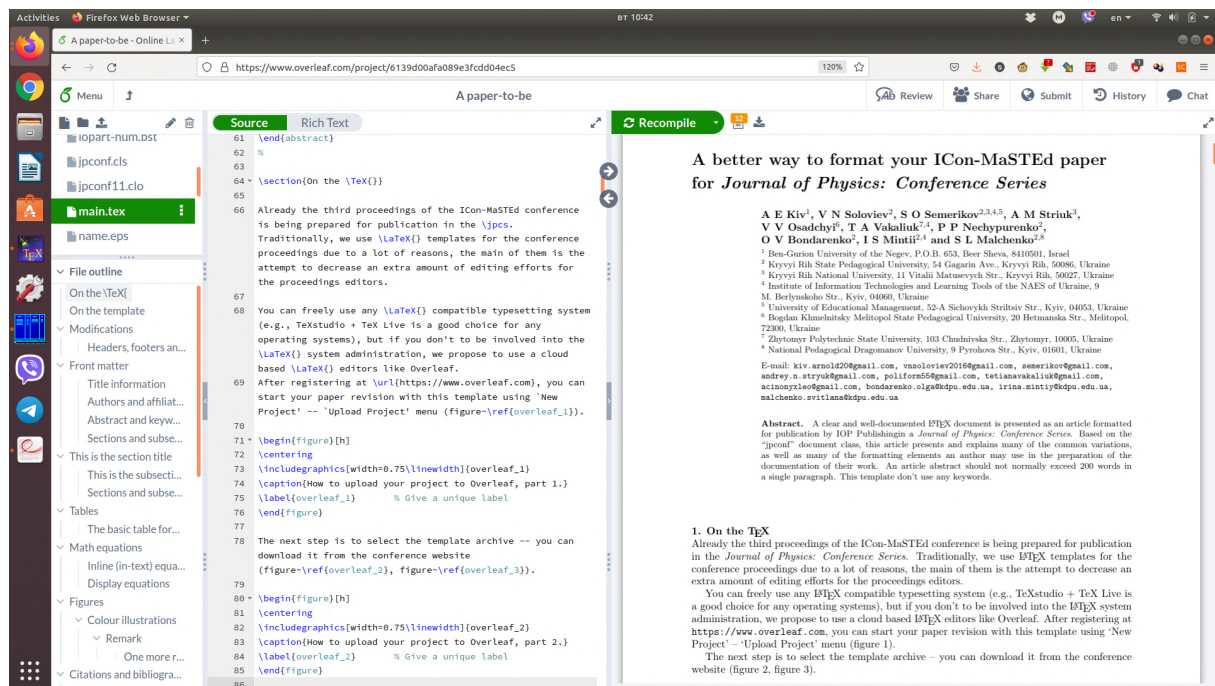 Activities Firefox Web Browser вт 10:42 en
A paper-to-be - Online La
https://www.overleaf.com/project/6139d00afa089e3fcdd04ec5 120%
Menu A paper-to-be Review Share Submit History Chat
Source Rich Text Recompile 12
iopart-num.bst
jpconf.cls
jpconf11.clo
main.tex
name.eps
File outline
On the \TeX{
On the template
Modifications
Headers, footers an...
Front matter
Title information
Authors and affiliat...
Abstract and keyw...
Sections and subse...
This is the section title
This is the subsecti...
Sections and subse...
Tables
The basic table for...
Math equations
Inline (in-text) equa...
Display equations
Figures
Colour illustrations
Remark
One more r...
Citations and bibliogra...
61 \end{abstract}
62 %
63
64 \section{On the \TeX{}}
65
66 Already the third proceedings of the ICon-MaSTEd conference
is being prepared for publication in the \jpcs.
Traditionally, we use \LaTeX{} templates for the conference
proceedings due to a lot of reasons, the main of them is the
attempt to decrease an extra amount of editing efforts for
the proceedings editors.
67
68 You can freely use any \LaTeX{} compatible typesetting system
(e.g., TeXstudio + TeX Live is a good choice for any
operating systems), but if you don't to be involved into the
\LaTeX{} system administration, we propose to use a cloud
based \LaTeX{} editors like Overleaf.
69 After registering at \url{https://www.overleaf.com}, you can
start your paper revision with this template using `New
Project' -- `Upload Project' menu (figure~\ref{overleaf_1}).
70
71 \begin{figure}[h]
72 \centering
73 \includegraphics[width=0.75\linewidth]{overleaf_1}
74 \caption{How to upload your project to Overleaf, part 1.}
75 \label{overleaf_1} % Give a unique label
76 \end{figure}
77
78 The next step is to select the template archive -- you can
download it from the conference website
(figure~\ref{overleaf_2}, figure~\ref{overleaf_3}).
79
80 \begin{figure}[h]
81 \centering
82 \includegraphics[width=0.75\linewidth]{overleaf_2}
83 \caption{How to upload your project to Overleaf, part 2.}
84 \label{overleaf_2} % Give a unique label
85 \end{figure}
86
A better way to format your ICon-MaSTEd paper
for Journal of Physics: Conference Series
A E Kiv1, V N Soloviev2, S O Semerikov2,3,4,5, A M Striuk3,
V V Osadchyi6, T A Vakaliuk7,4, P P Nechypurenko2,
O V Bondarenko2, I S Mintii2,4 and S L Malchenko2,8
1 Ben-Gurion University of the Negev, P.O.B. 653, Beer Sheva, 8410501, Israel
2 Kryvyi Rih State Pedagogical University, 54 Gagarin Ave., Kryvyi Rih, 50086, Ukraine
3 Kryvyi Rih National University, 11 Vitalii Matusevych Str., Kryvyi Rih, 50027, Ukraine
4 Institute of Information Technologies and Learning Tools of the NAES of Ukraine, 9
M. Berlynskoho Str., Kyiv, 04060, Ukraine
5 University of Educational Management, 52-A Sichovykh Striltsiv Str., Kyiv, 04053, Ukraine
6 Bogdan Khmelnitsky Melitopol State Pedagogical University, 20 Hetmanska Str., Melitopol,
72300, Ukraine
7 Zhytomyr Polytechnic State University, 103 Chudnivska Str., Zhytomyr, 10005, Ukraine
8 National Pedagogical Dragomanov University, 9 Pyrohova Str., Kyiv, 01601, Ukraine
E-mail: kiv.arnold20@gmail.com, vnsoloviev2016@gmail.com, semerikov@gmail.com,
andrey.n.stryuk@gmail.com, poliform55@gmail.com, tetianavakaliuk@gmail.com,
acinonyxleo@gmail.com, bondarenko.olga@kdpu.edu.ua, irina.mintiy@kdpu.edu.ua,
malchenko.svitlana@kdpu.edu.ua
Abstract. A clear and well-documented LATEX document is presented as an article formatted
for publication by IOP Publishingin a Journal of Physics: Conference Series. Based on the
“jpconf” document class, this article presents and explains many of the common variations,
as well as many of the formatting elements an author may use in the preparation of the
documentation of their work. An article abstract should not normally exceed 200 words in
a single paragraph. This template don't use any keywords.
1. On the TEX
Already the third proceedings of the ICon-MaSTEd conference is being prepared for publication
in the Journal of Physics: Conference Series. Traditionally, we use LATEX templates for the
conference proceedings due to a lot of reasons, the main of them is the attempt to decrease an
extra amount of editing efforts for the proceedings editors.
You can freely use any LATEX compatible typesetting system (e.g., TeXstudio + TeX Live is
a good choice for any operating systems), but if you don't to be involved into the LATEX system
administration, we propose to use a cloud based LATEX editors like Overleaf. After registering at
https://www.overleaf.com, you can start your paper revision with this template using ‘New
Project’ – ‘Upload Project’ menu (figure 1).
The next step is to select the template archive – you can download it from the conference
website (figure 2, figure 3).